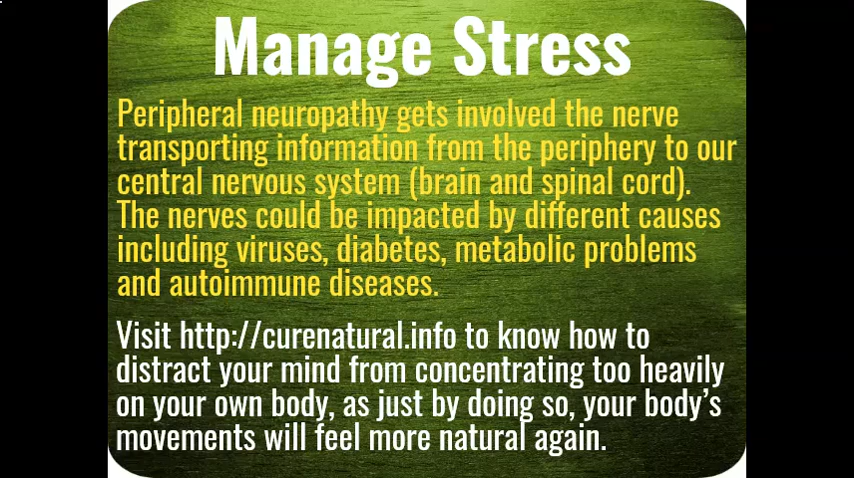 Manage Stress
Peripheral neuropathy gets involved the nerve
transporting information from the periphery to our
central nervous system (brain and spinal cord).
The nerves could be impacted by different causes
including viruses, diabetes, metabolic problems
and autoimmune diseases.
Visit http://curenatural.info to know how to
distract your mind from concentrating too heavily
on your own body, as just by doing so, your body's
movements will feel more natural again.